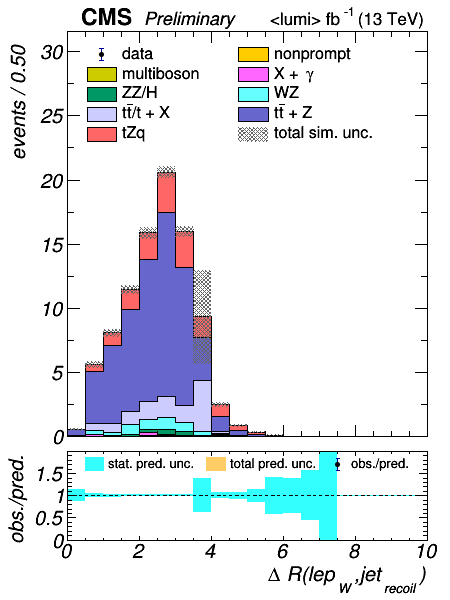 CMS Preliminary <lumi> fb⁻¹ (13 TeV)
events / 0.50
30
25
20
15
10
5
0
data
multiboson
ZZ/H
tt̄/t + X
tZq
nonprompt
X + γ
WZ
tt̄ + Z
total sim. unc.
obs./pred.
1.5
1
0.5
0
stat. pred. unc. total pred. unc. obs./pred.
0 2 4 6 8 10
Δ R(lep_W,jet_recoil)